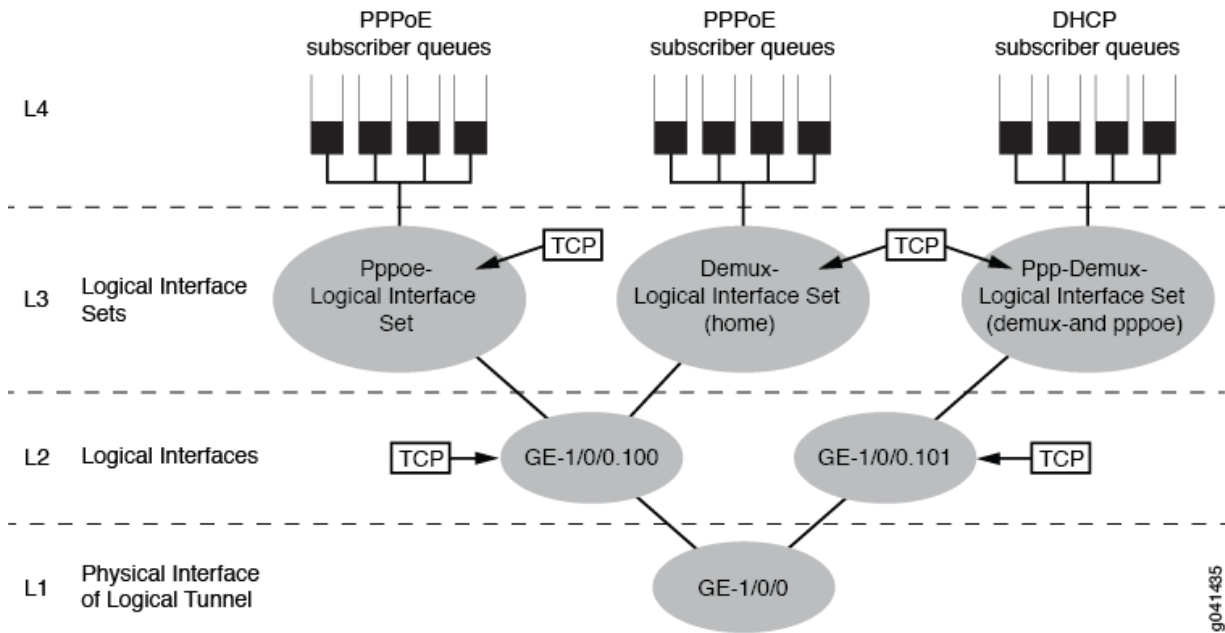 PPPoE
subscriber queues
PPPoE
subscriber queues
DHCP
subscriber queues
L4
TCP
TCP
L3
Logical Interface
Sets
Pppoe-
Logical Interface
Set
Demux-
Logical Interface Set
(home)
Ppp-Demux-
Logical Interface Set
(demux-and pppoe)
L2
Logical Interfaces
TCP
GE-1/0/0.100
GE-1/0/0.101
TCP
L1
Physical Interface
of Logical Tunnel
GE-1/0/0
g041435